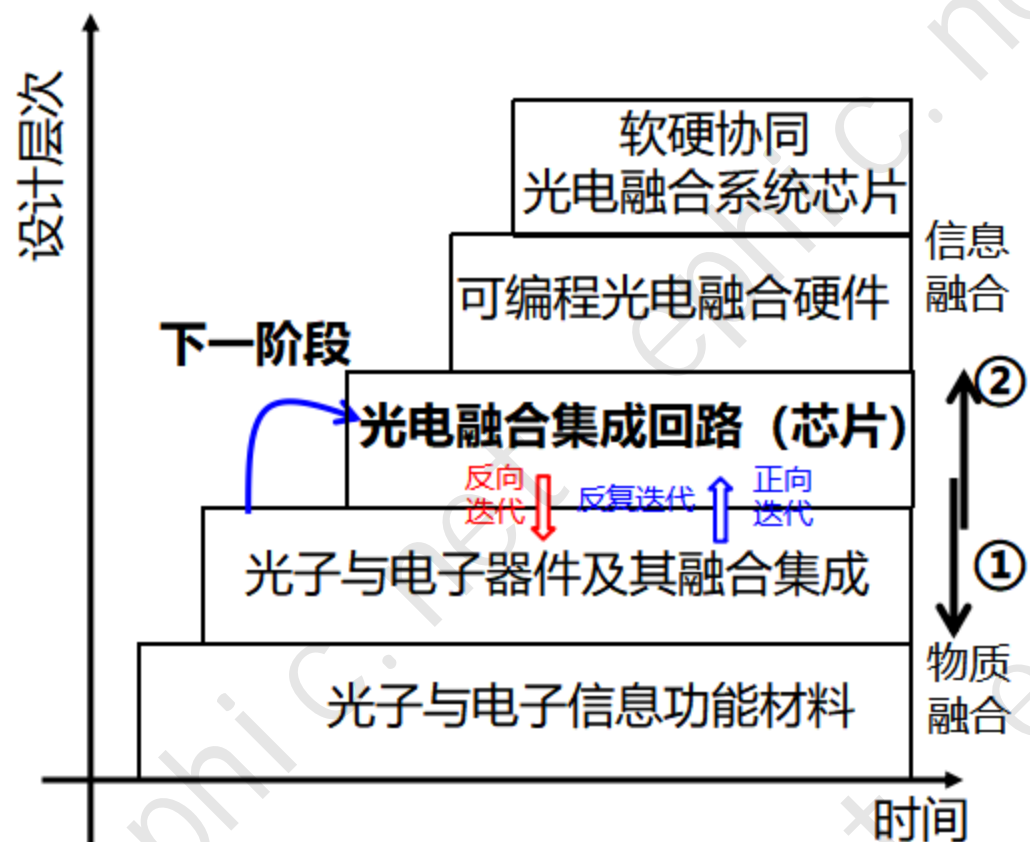 设计层次
软硬协同
光电融合系统芯片
信息
融合
可编程光电融合硬件
下一阶段
②
光电融合集成回路（芯片）
反向
迭代
反复迭代
正向
迭代
①
光子与电子器件及其融合集成
物质
融合
光子与电子信息功能材料
时间
ephic.net